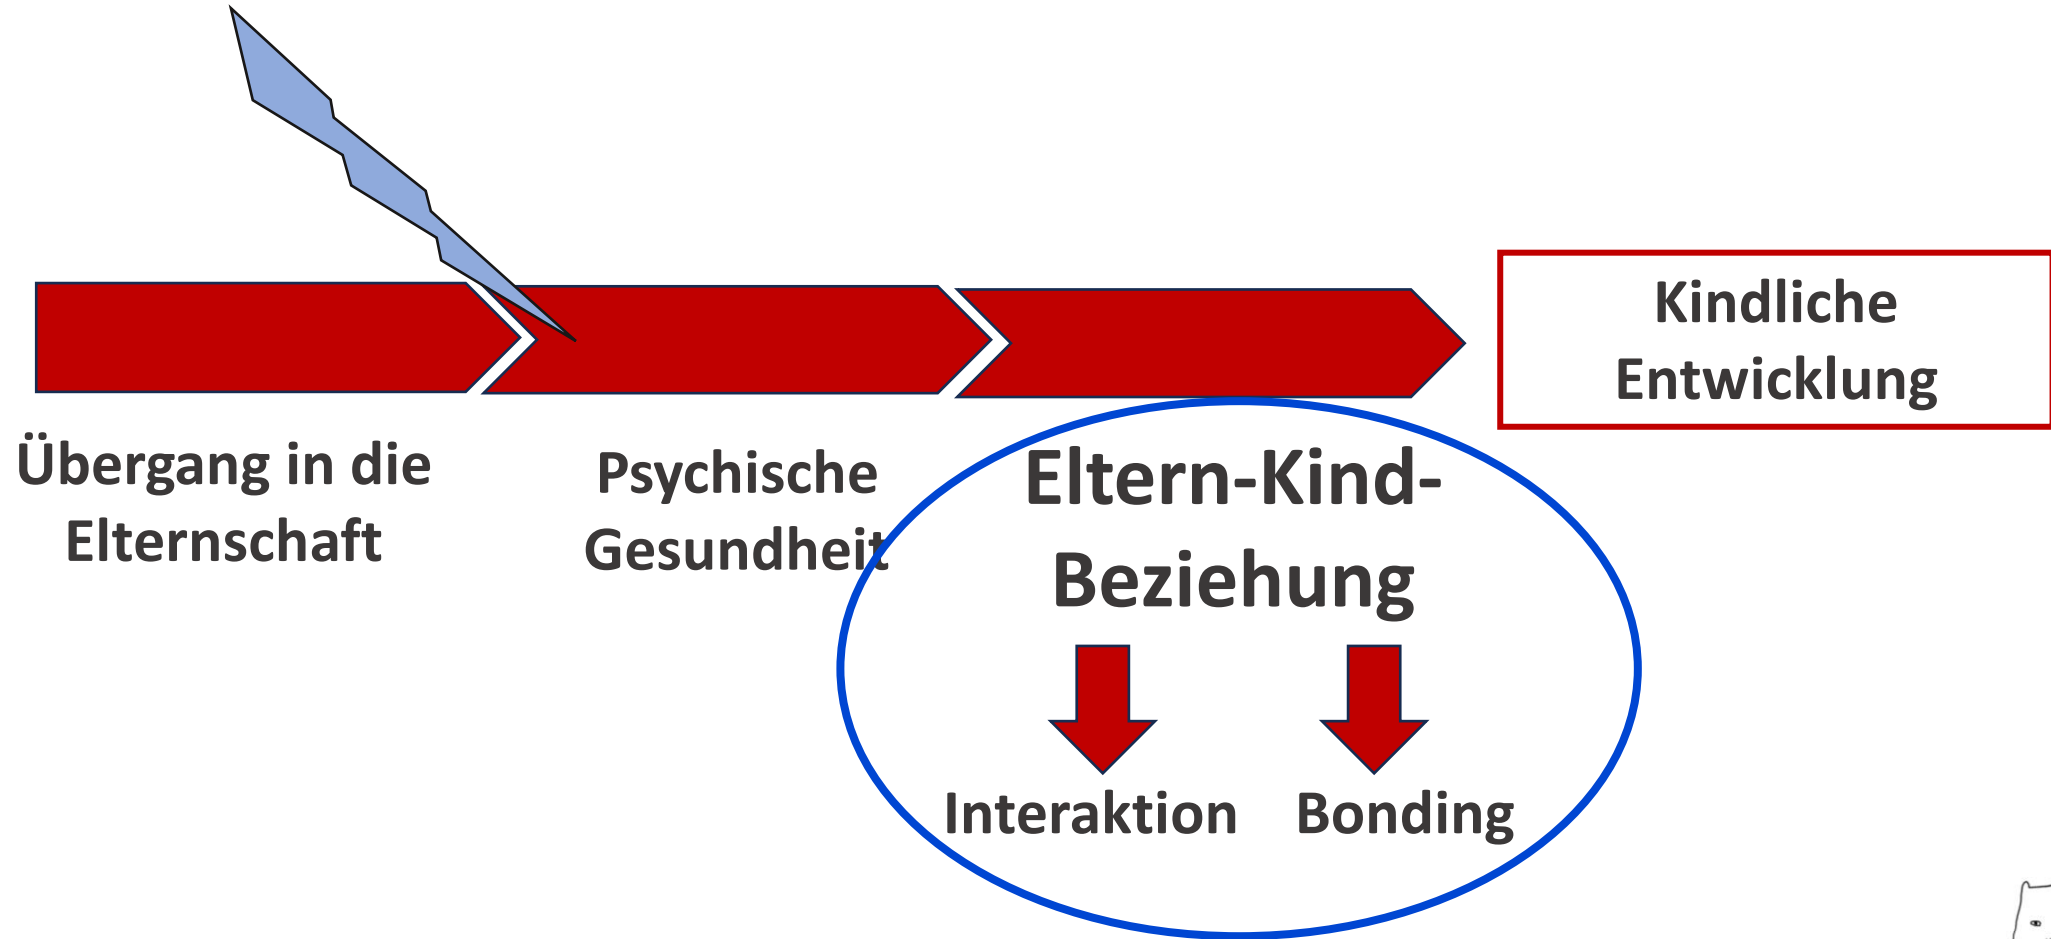 Kindliche
Entwicklung
Übergang in die
Elternschaft
Psychische
Gesundheit
Eltern-Kind-
Beziehung
Interaktion
Bonding